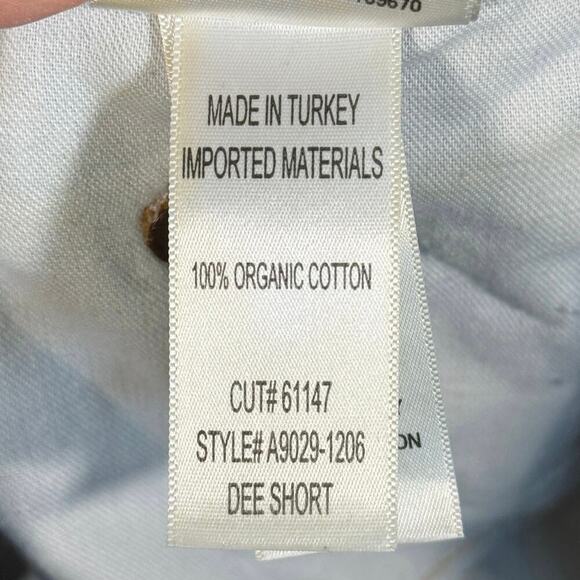 MADE IN TURKEY
IMPORTED MATERIALS
100% ORGANIC COTTON
CUT# 61147
STYLE# A9029-1206
DEE SHORT